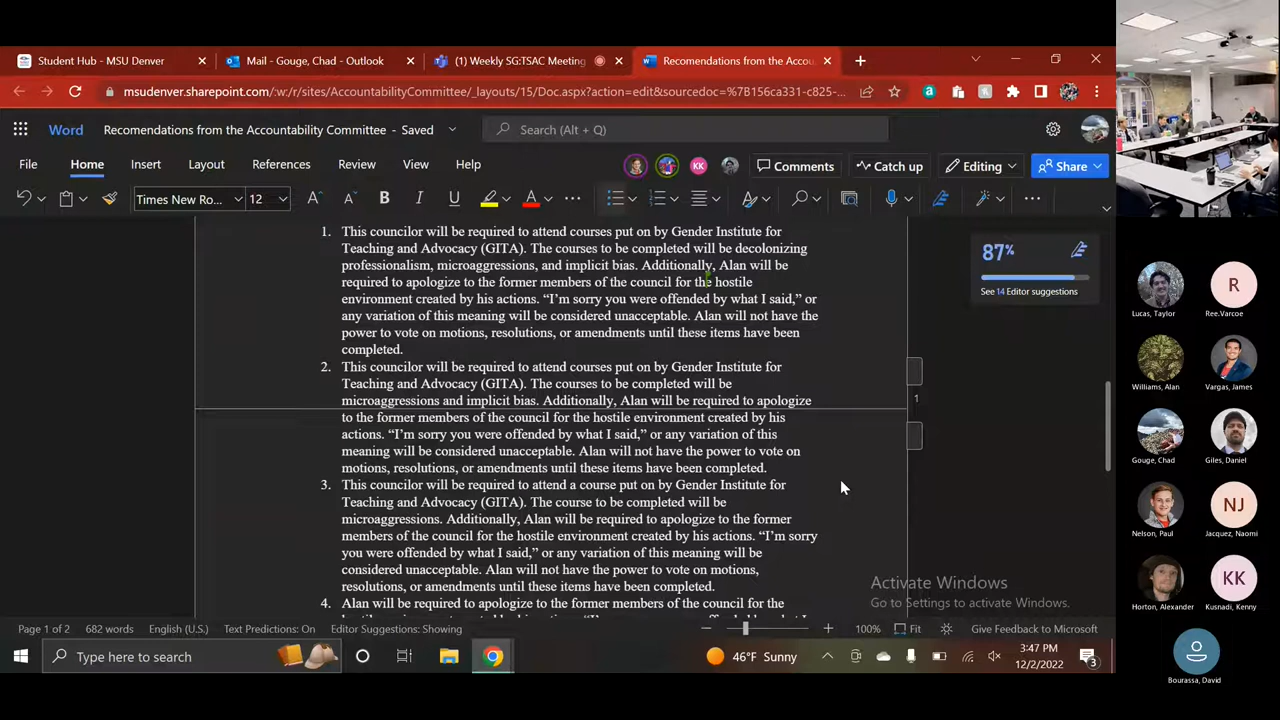 Student Hub - MSU Denver
Mail - Gouge, Chad - Outlook
(1) Weekly SG:TSAC Meeting
Recomendations from the Accou
msudenver.sharepoint.com/:w:/r/sites/AccountabilityCommittee/_layouts/15/Doc.aspx?action=edit&sourcedoc=%7B156ca331-c825-...
Word
Recomendations from the Accountability Committee - Saved
Search (Alt + Q)
File
Home
Insert
Layout
References
Review
View
Help
KK
Comments
Catch up
Editing
Share
Times New Ro...
12
B
I
U
A
1. This councilor will be required to attend courses put on by Gender Institute for
Teaching and Advocacy (GITA). The courses to be completed will be decolonizing
professionalism, microaggressions, and implicit bias. Additionally, Alan will be
required to apologize to the former members of the council for the hostile
environment created by his actions. “I’m sorry you were offended by what I said,” or
any variation of this meaning will be considered unacceptable. Alan will not have the
power to vote on motions, resolutions, or amendments until these items have been
completed.
2. This councilor will be required to attend courses put on by Gender Institute for
Teaching and Advocacy (GITA). The courses to be completed will be
microaggressions and implicit bias. Additionally, Alan will be required to apologize
to the former members of the council for the hostile environment created by his
actions. “I’m sorry you were offended by what I said,” or any variation of this
meaning will be considered unacceptable. Alan will not have the power to vote on
motions, resolutions, or amendments until these items have been completed.
3. This councilor will be required to attend a course put on by Gender Institute for
Teaching and Advocacy (GITA). The course to be completed will be
microaggressions. Additionally, Alan will be required to apologize to the former
members of the council for the hostile environment created by his actions. “I’m sorry
you were offended by what I said,” or any variation of this meaning will be
considered unacceptable. Alan will not have the power to vote on motions,
resolutions, or amendments until these items have been completed.
4. Alan will be required to apologize to the former members of the council for the
87%
See 14 Editor suggestions
1
Activate Windows
Go to Settings to activate Windows.
Page 1 of 2
682 words
English (U.S.)
Text Predictions: On
Editor Suggestions: Showing
100%
Fit
Give Feedback to Microsoft
Type here to search
46°F Sunny
3:47 PM
12/2/2022
3
Lucas, Taylor
R
Ree.Varcoe
Williams, Alan
Vargas, James
Gouge, Chad
Giles, Daniel
Nelson, Paul
NJ
Jacquez, Naomi
Horton, Alexander
KK
Kusnadi, Kenny
Bourassa, David